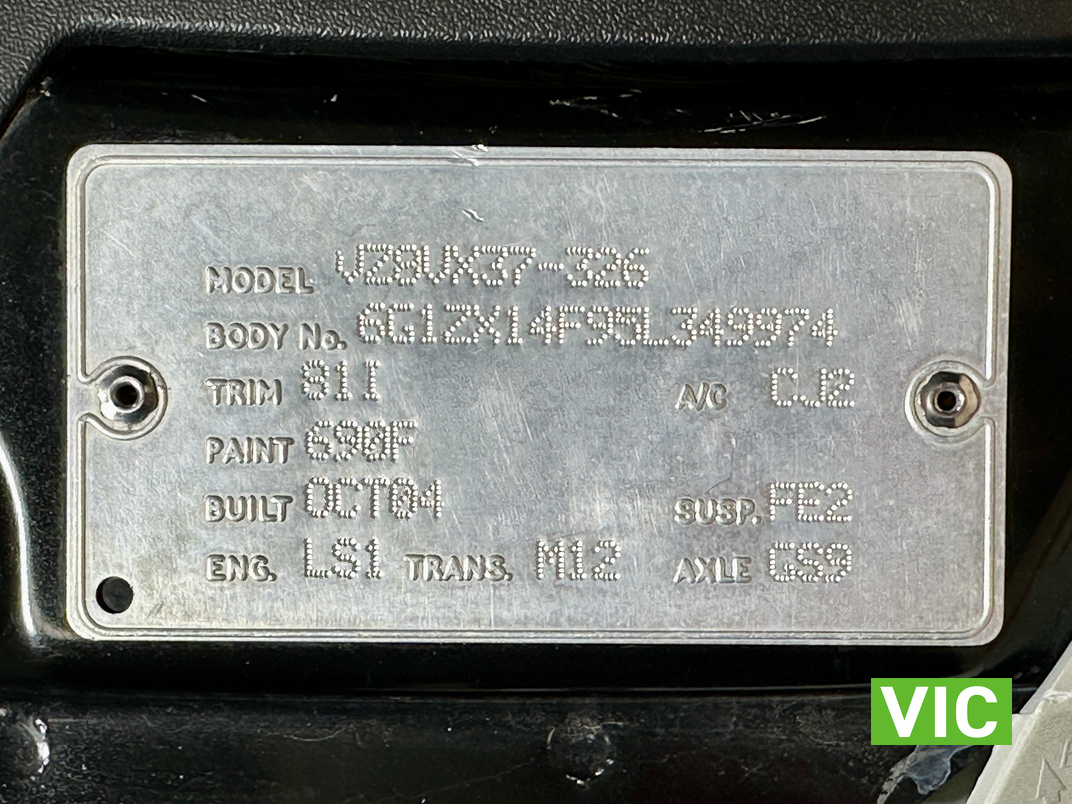 MODEL VZ8VX37-326
BODY No. 6G1ZX14F95L349974
TRIM 81I A/C CJ2
PAINT 690F
BUILT OCT04 SUSP. FE2
ENG. LS1 TRANS. M12 AXLE GS9
VIC